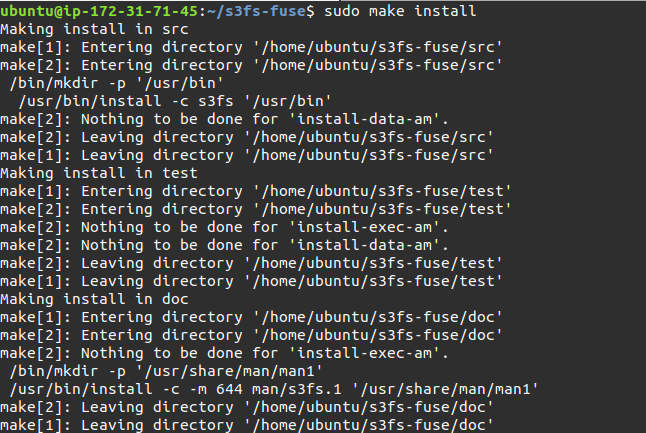 ubuntu@ip-172-31-71-45:~/s3fs-fuse$ sudo make install
Making install in src
make[1]: Entering directory '/home/ubuntu/s3fs-fuse/src'
make[2]: Entering directory '/home/ubuntu/s3fs-fuse/src'
 /bin/mkdir -p '/usr/bin'
  /usr/bin/install -c s3fs '/usr/bin'
make[2]: Nothing to be done for 'install-data-am'.
make[2]: Leaving directory '/home/ubuntu/s3fs-fuse/src'
make[1]: Leaving directory '/home/ubuntu/s3fs-fuse/src'
Making install in test
make[1]: Entering directory '/home/ubuntu/s3fs-fuse/test'
make[2]: Entering directory '/home/ubuntu/s3fs-fuse/test'
make[2]: Nothing to be done for 'install-exec-am'.
make[2]: Nothing to be done for 'install-data-am'.
make[2]: Leaving directory '/home/ubuntu/s3fs-fuse/test'
make[1]: Leaving directory '/home/ubuntu/s3fs-fuse/test'
Making install in doc
make[1]: Entering directory '/home/ubuntu/s3fs-fuse/doc'
make[2]: Entering directory '/home/ubuntu/s3fs-fuse/doc'
make[2]: Nothing to be done for 'install-exec-am'.
 /bin/mkdir -p '/usr/share/man/man1'
 /usr/bin/install -c -m 644 man/s3fs.1 '/usr/share/man/man1'
make[2]: Leaving directory '/home/ubuntu/s3fs-fuse/doc'
make[1]: Leaving directory '/home/ubuntu/s3fs-fuse/doc'